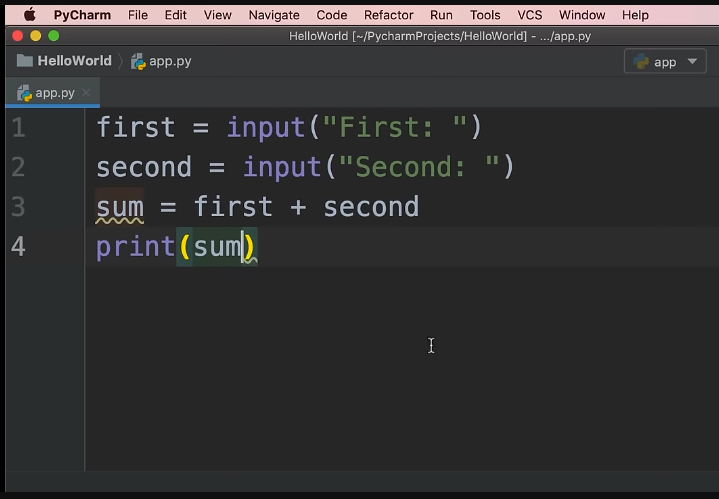 PyCharm File Edit View Navigate Code Refactor Run Tools VCS Window Help
HelloWorld [~/PycharmProjects/HelloWorld] - .../app.py
HelloWorld app.py app
app.py
1 first = input("First: ")
2 second = input("Second: ")
3 sum = first + second
4 print(sum)